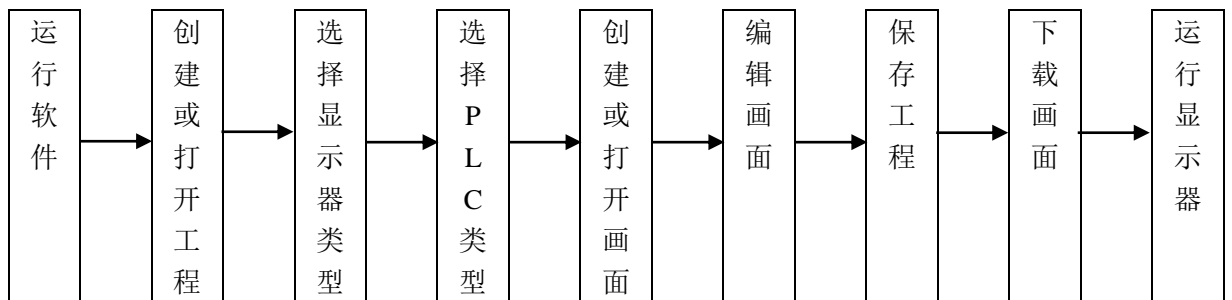 运行软件
创建或打开工程
选择显示器类型
选择PLC类型
创建或打开画面
编辑画面
保存工程
下载画面
运行显示器